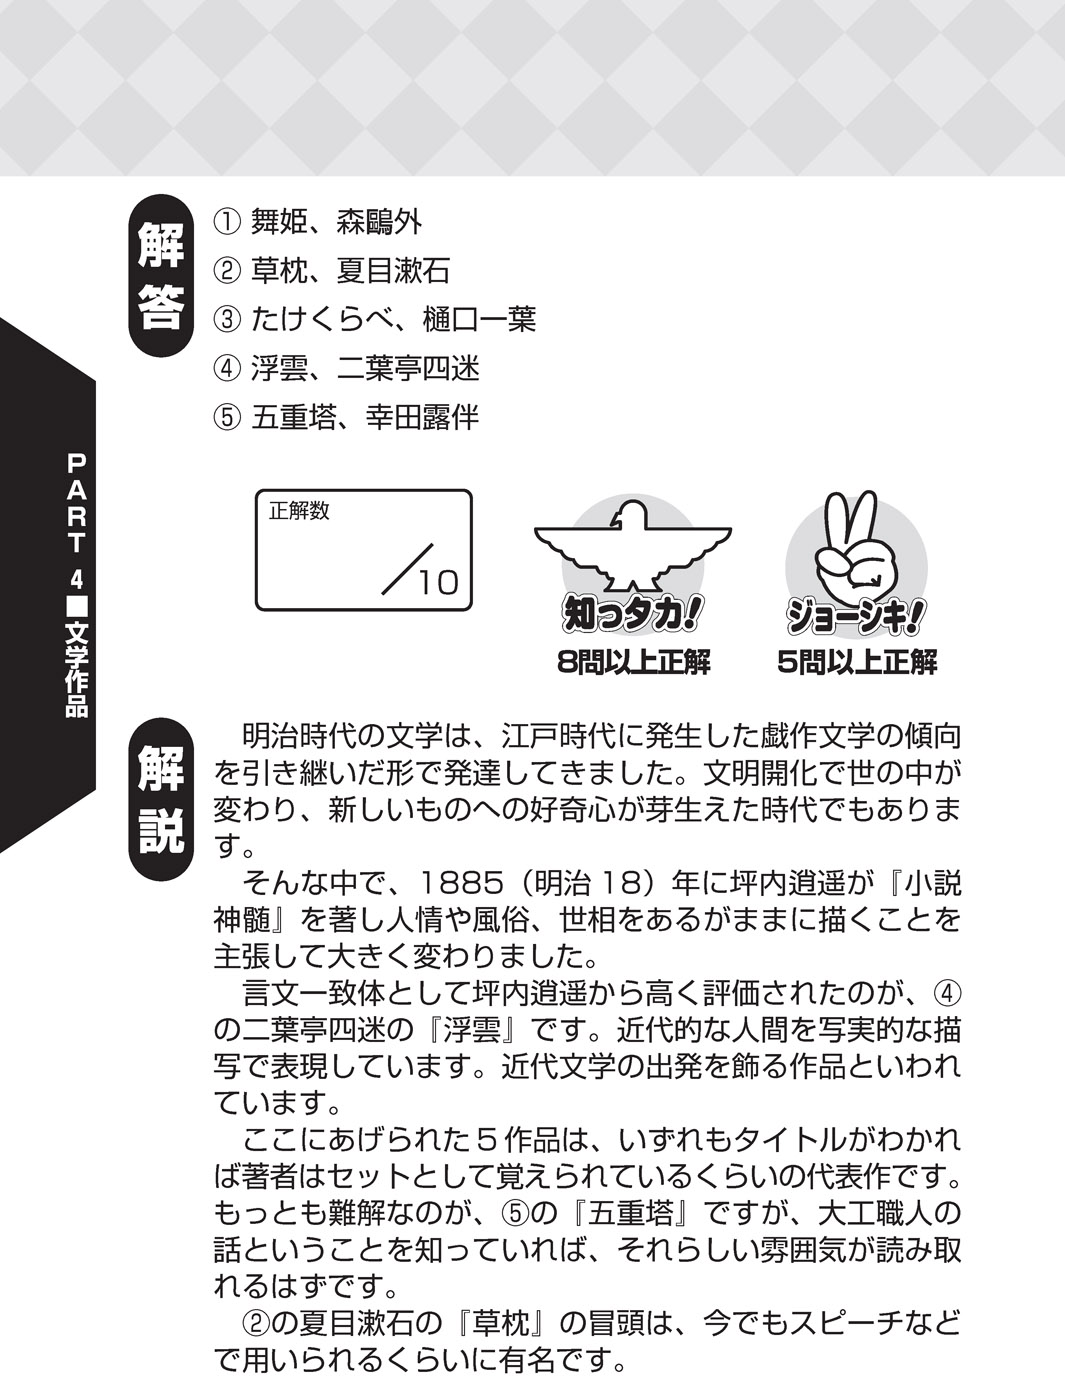 解答
① 舞姫、森鷗外
② 草枕、夏目漱石
③ たけくらべ、樋口一葉
④ 浮雲、二葉亭四迷
⑤ 五重塔、幸田露伴
正解数
／10
知っタカ！
8問以上正解
ジョーシキ！
5問以上正解
PART 4■文学作品
解説
明治時代の文学は、江戸時代に発生した戯作文学の傾向
を引き継いだ形で発達してきました。文明開化で世の中が
変わり、新しいものへの好奇心が芽生えた時代でもありま
す。
そんな中で、1885（明治 18）年に坪内逍遥が『小説
神髄』を著し人情や風俗、世相をあるがままに描くことを
主張して大きく変わりました。
言文一致体として坪内逍遥から高く評価されたのが、④
の二葉亭四迷の『浮雲』です。近代的な人間を写実的な描
写で表現しています。近代文学の出発を飾る作品といわれ
ています。
ここにあげられた 5 作品は、いずれもタイトルがわかれ
ば著者はセットとして覚えられているくらいの代表作です。
もっとも難解なのが、⑤の『五重塔』ですが、大工職人の
話ということを知っていれば、それらしい雰囲気が読み取
れるはずです。
②の夏目漱石の『草枕』の冒頭は、今でもスピーチなど
で用いられるくらいに有名です。